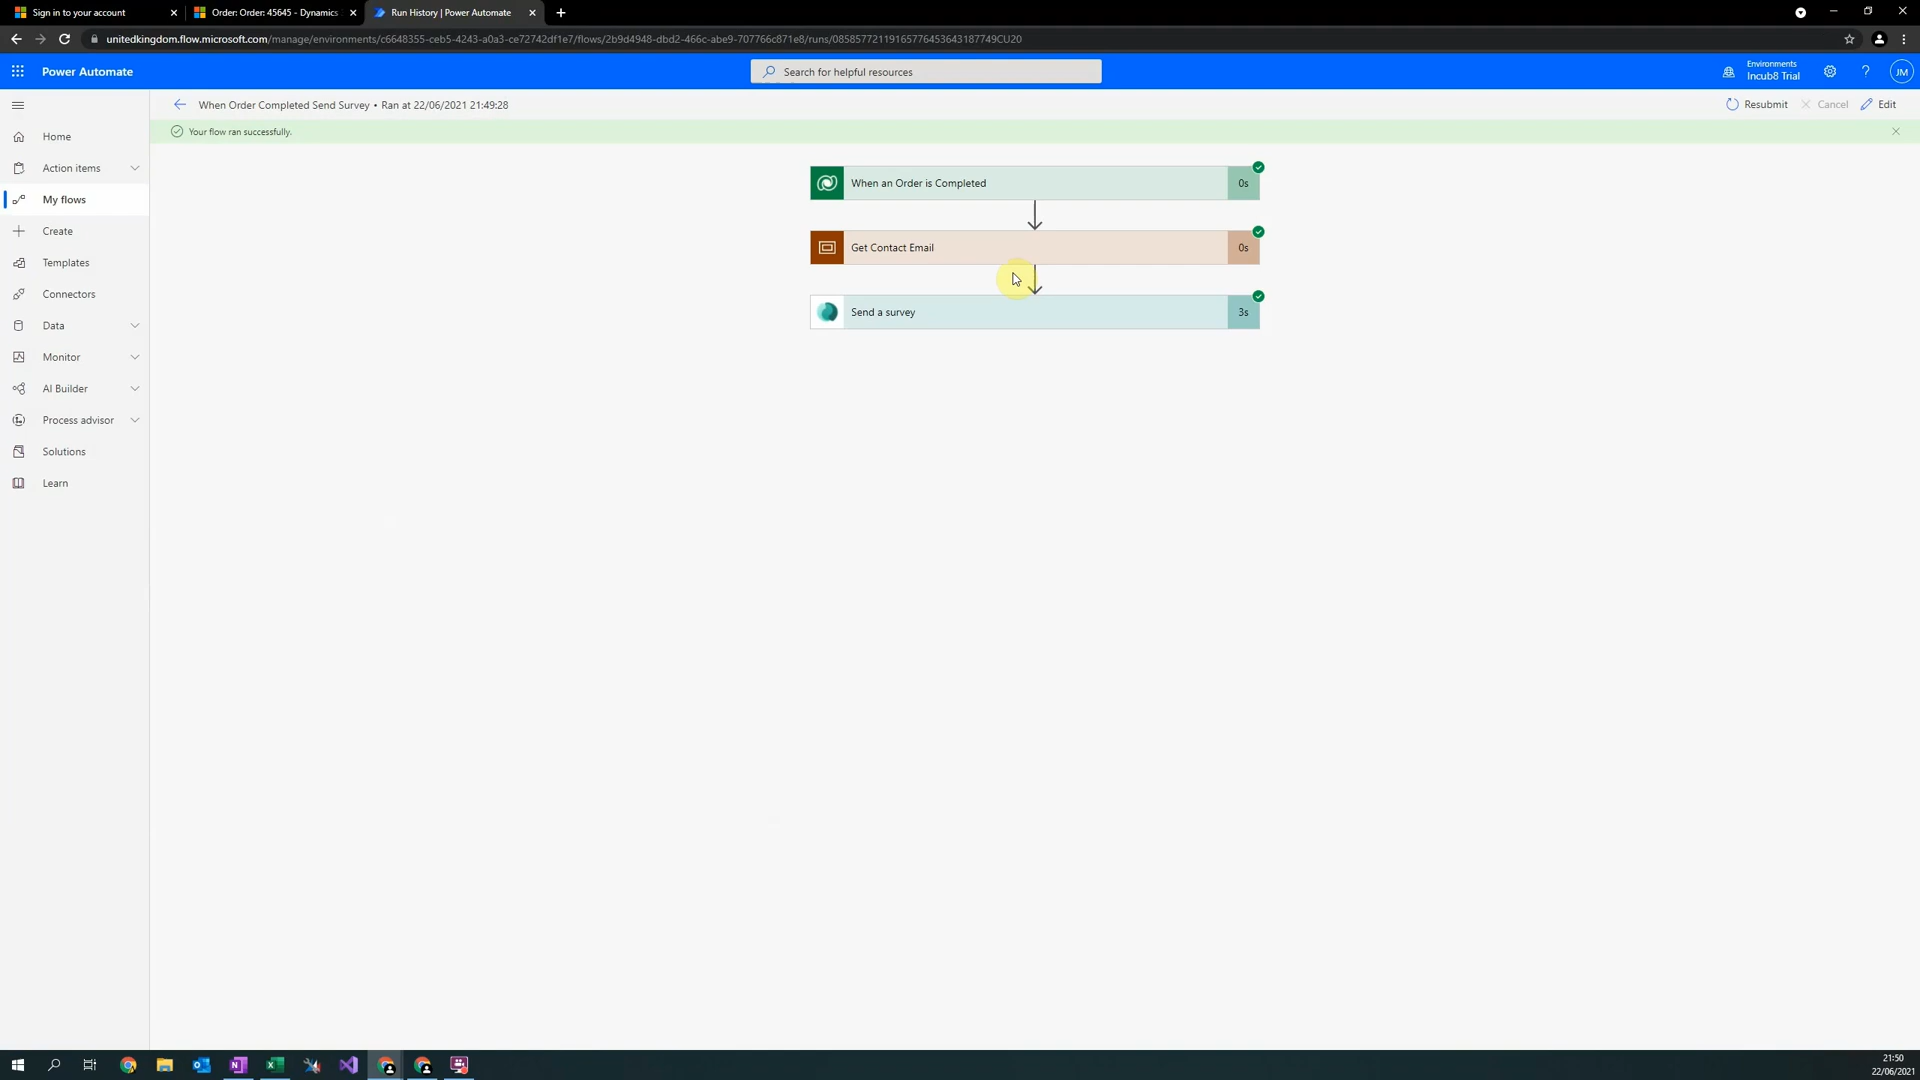 Sign in to your account
Order: Order: 45645 - Dynamics
Run History | Power Automate
unitedkingdom.flow.microsoft.com/manage/environments/c6648355-ceb5-4243-a0a3-ce72742df1e7/flows/2b9d4948-dbd2-466c-abe9-707766c871e8/runs/08585772119165776453643187749CU20
Power Automate
Search for helpful resources
Environments
Incub8 Trial
JM
When Order Completed Send Survey • Ran at 22/06/2021 21:49:28
Resubmit
Cancel
Edit
Your flow ran successfully.
Home
Action items
My flows
Create
Templates
Connectors
Data
Monitor
AI Builder
Process advisor
Solutions
Learn
When an Order is Completed
0s
Get Contact Email
0s
Send a survey
3s
21:50
22/06/2021